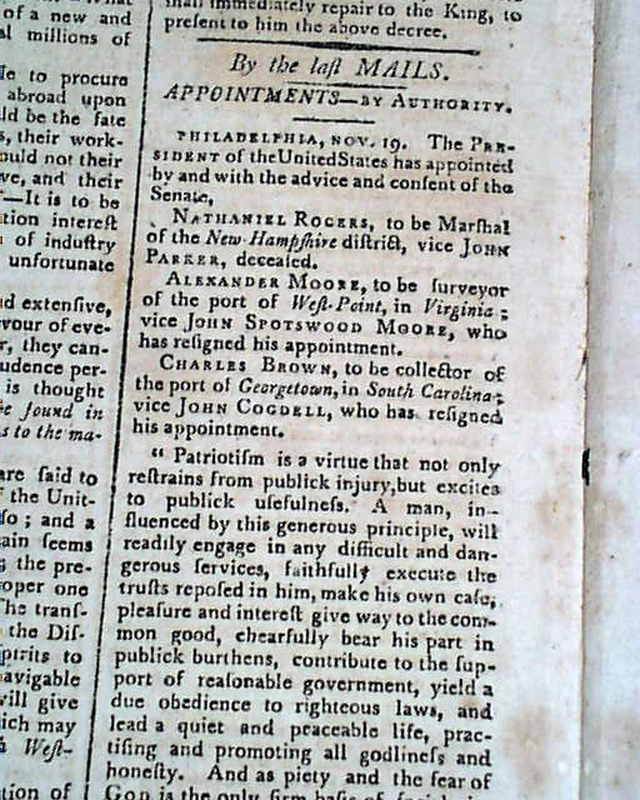 of a new and
millions of
to procure
abroad upon
be the fate
their work-
not their
and their
—It is to be
interest
of industry
unfortunate
extensive,
of eve-
they can-
per-
is thought
found in
to the ma-
are ſaid to
the Unit-
ſo ; and a
ſeems
the pre-
one
tranſ-
the Diſ-
to
will give
may
Weſt-
of
immediately repair to the King, to
preſent to him the above decree.
By the laſt MAILS.
APPOINTMENTS—BY AUTHORITY.
PHILADELPHIA, NOV. 19. The PRE-
SIDENT of the United States has appointed
by and with the advice and conſent of the
Senate,
NATHANIEL ROGERS, to be Marſhal
of the New-Hampſhire diſtrict, vice JOHN
PARKER, deceaſed.
ALEXANDER MOORE, to be ſurveyor
of the port of Weſt-Point, in Virginia ;
vice JOHN SPOTSWOOD MOORE, who
has reſigned his appointment.
CHARLES BROWN, to be collector of
the port of Georgetown, in South Carolina ;
vice JOHN COGDELL, who has reſigned
his appointment.
“ Patriotiſm is a virtue that not only
reſtrains from publick injury, but excites
to publick uſefulneſs. A man, in-
fluenced by this generous principle, will
readily engage in any difficult and dan-
gerous ſervices, faithfully execute the
truſts repoſed in him, make his own caſe,
pleaſure and intereſt give way to the com-
mon good, chearfully bear his part in
publick burthens, contribute to the ſup-
port of reaſonable government, yield a
due obedience to righteous laws, and
lead a quiet and peaceable life, prac-
tiſing and promoting all godlineſs and
honeſty. And as piety and the fear of
GOD is the only firm baſis of